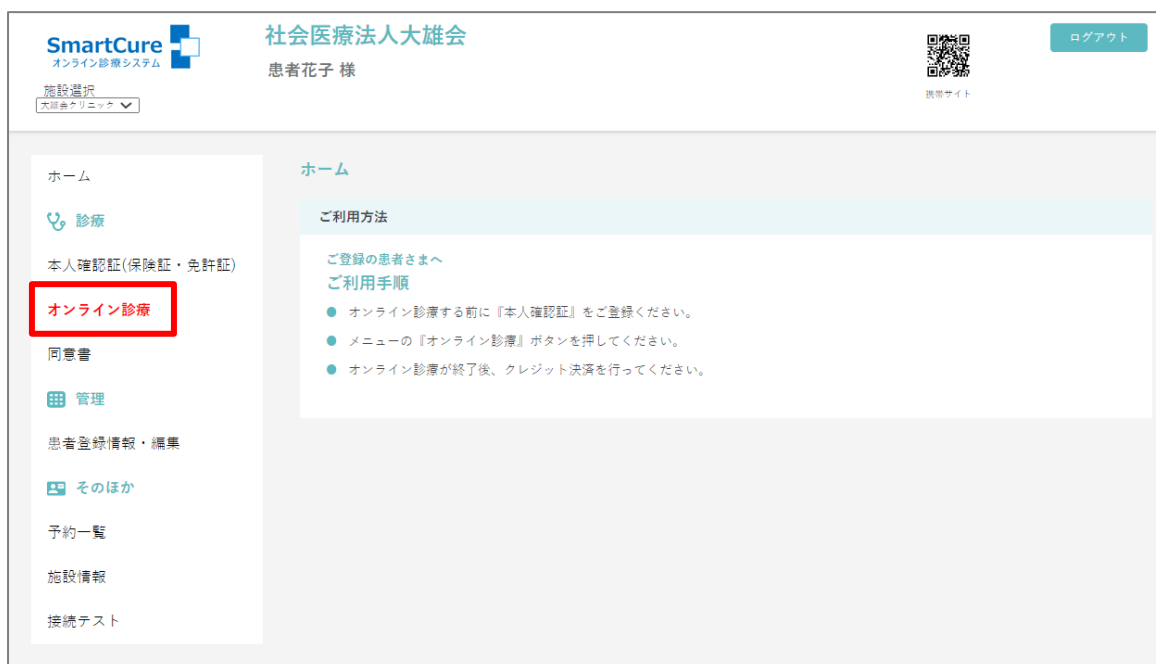 SmartCure
オンライン診療システム
施設選択
大雄会クリニック
社会医療法人大雄会
患者花子 様
携帯サイト
ログアウト
ホーム
診療
本人確認証(保険証・免許証)
オンライン診療
同意書
管理
患者登録情報・編集
そのほか
予約一覧
施設情報
接続テスト
ホーム
ご利用方法
ご登録の患者さまへ
ご利用手順
オンライン診療する前に『本人確認証』をご登録ください。
メニューの『オンライン診療』ボタンを押してください。
オンライン診療が終了後、クレジット決済を行ってください。